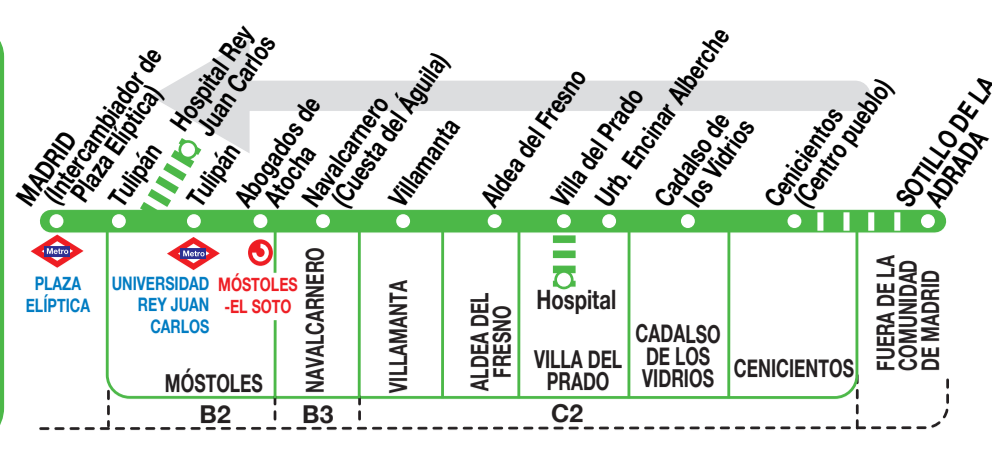 MADRID
(Intercambiador de
Plaza Elíptica)
Tulipán
Hospital Rey
Juan Carlos
Tulipán
Abogados de
Atocha
Navalcarnero
(Cuesta del Águila)
Villamanta
Aldea del Fresno
Villa del Prado
Urb. Encinar Alberche
Cadalso de
los Vidrios
Cenicientos
(Centro pueblo)
SOTILLO DE LA
ADRADA
Metro
PLAZA
ELÍPTICA
Metro
UNIVERSIDAD
REY JUAN
CARLOS
MÓSTOLES
-EL SOTO
Hospital
MÓSTOLES
NAVALCARNERO
VILLAMANTA
ALDEA DEL
FRESNO
VILLA DEL
PRADO
CADALSO
DE LOS
VIDRIOS
CENICIENTOS
FUERA DE LA
COMUNIDAD
DE MADRID
B2
B3
C2